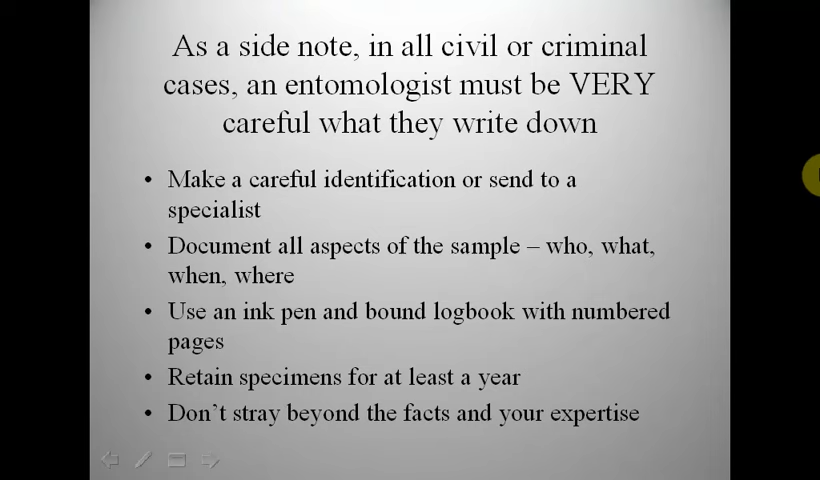 As a side note, in all civil or criminal
cases, an entomologist must be VERY
careful what they write down
• Make a careful identification or send to a
specialist
• Document all aspects of the sample – who, what,
when, where
• Use an ink pen and bound logbook with numbered
pages
• Retain specimens for at least a year
• Don’t stray beyond the facts and your expertise